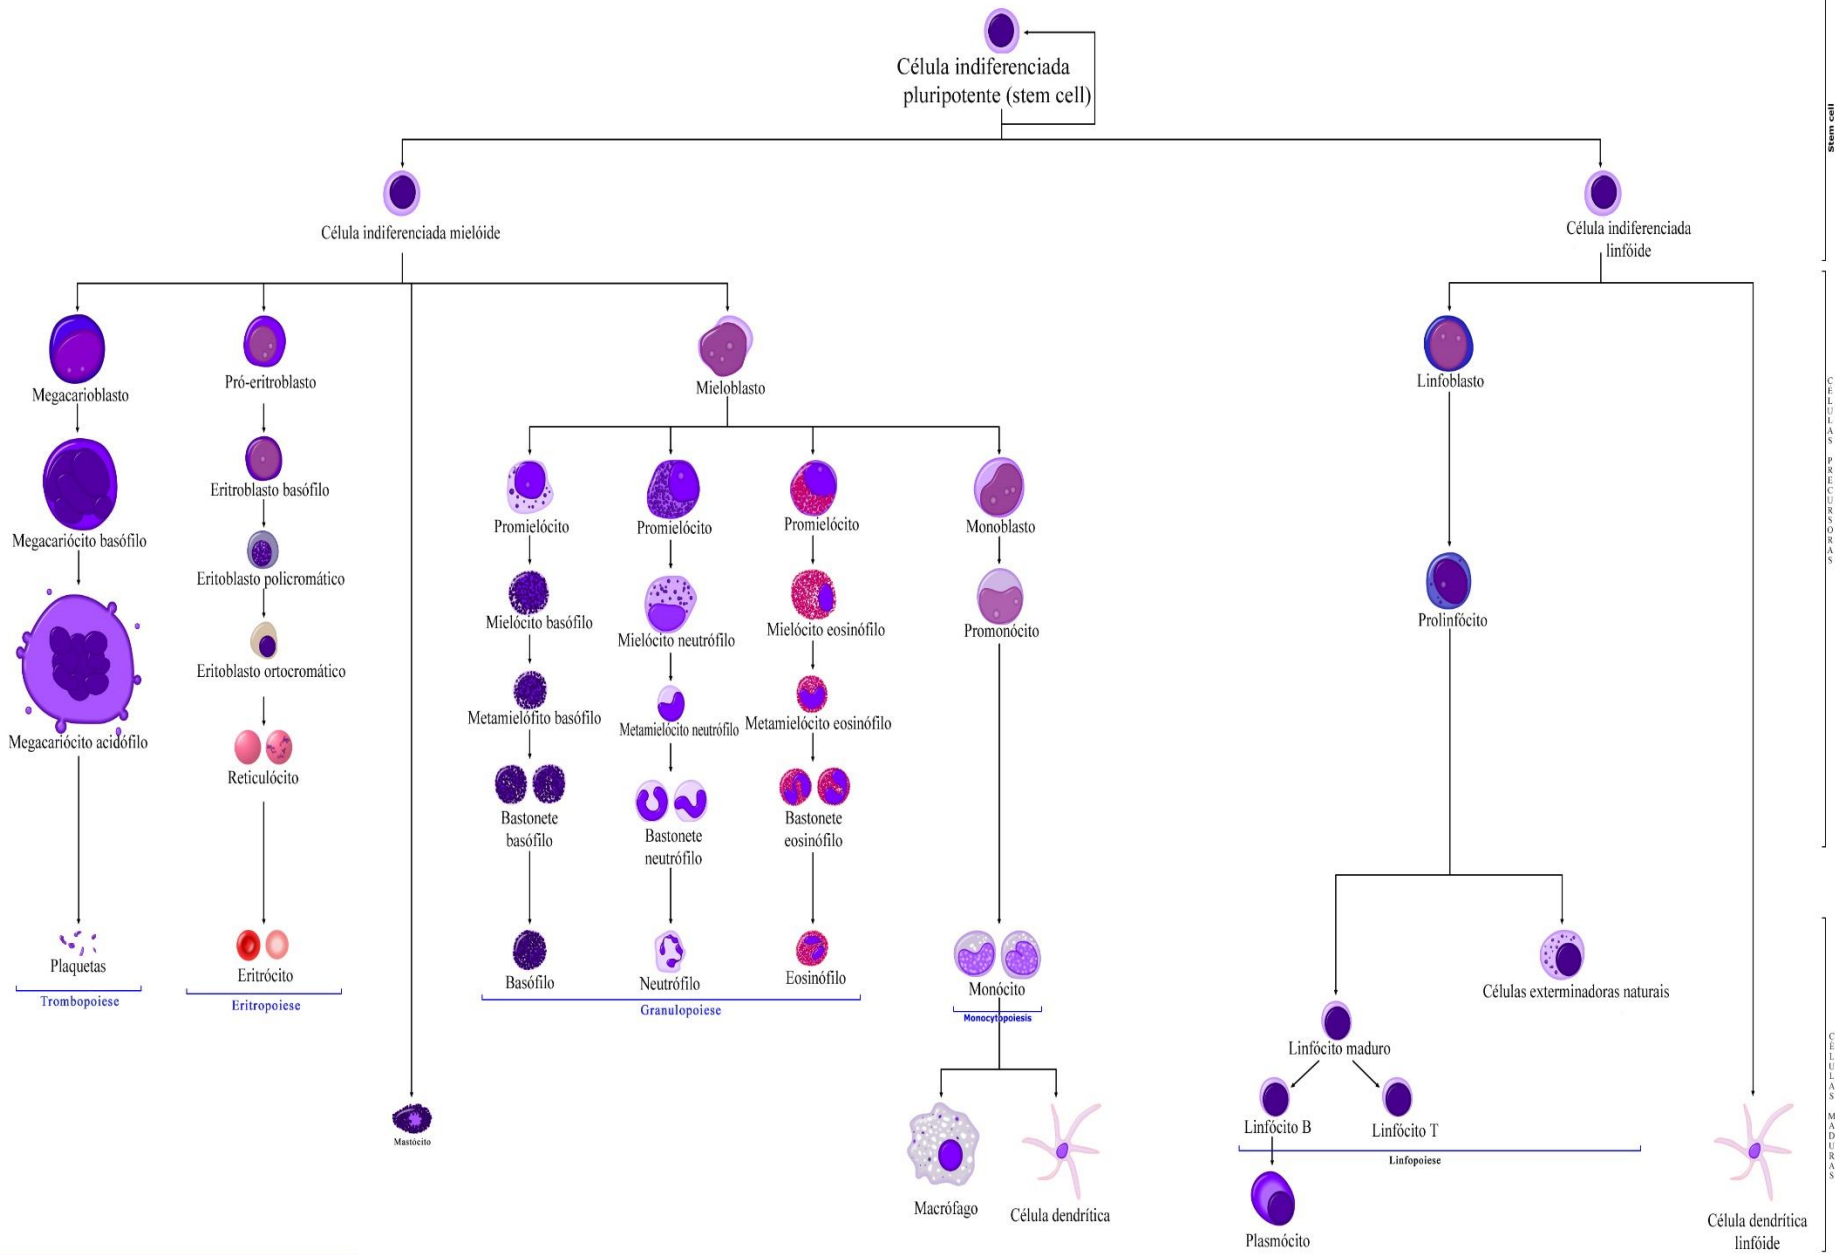 Célula indiferenciada
pluripotente (stem cell)
Stem cell
Célula indiferenciada mielóide
Célula indiferenciada
linfóide
Megacarioblasto
Pró-eritroblasto
Mieloblasto
Linfoblasto
CÉLULAS PRECURSORAS
Megacariócito basófilo
Eritroblasto basófilo
Promielócito
Promielócito
Promielócito
Monoblasto
Eritoblasto policromático
Mielócito basófilo
Mielócito neutrófilo
Mielócito eosinófilo
Promonócito
Prolinfócito
Eritoblasto ortocromático
Megacariócito acidófilo
Metamielófito basófilo
Metamielócito neutrófilo
Metamielócito eosinófilo
Reticulócito
Bastonete
basófilo
Bastonete
neutrófilo
Bastonete
eosinófilo
Plaquetas
Eritrócito
Basófilo
Neutrófilo
Eosinófilo
Monócito
Células exterminadoras naturais
Trombopoiese
Eritropoiese
Granulopoiese
Monocytopoiesis
Linfócito maduro
CÉLULAS MADURAS
Mastócito
Linfócito B
Linfócito T
Linfopoiese
Macrófago
Célula dendrítica
Plasmócito
Célula dendrítica
linfóide